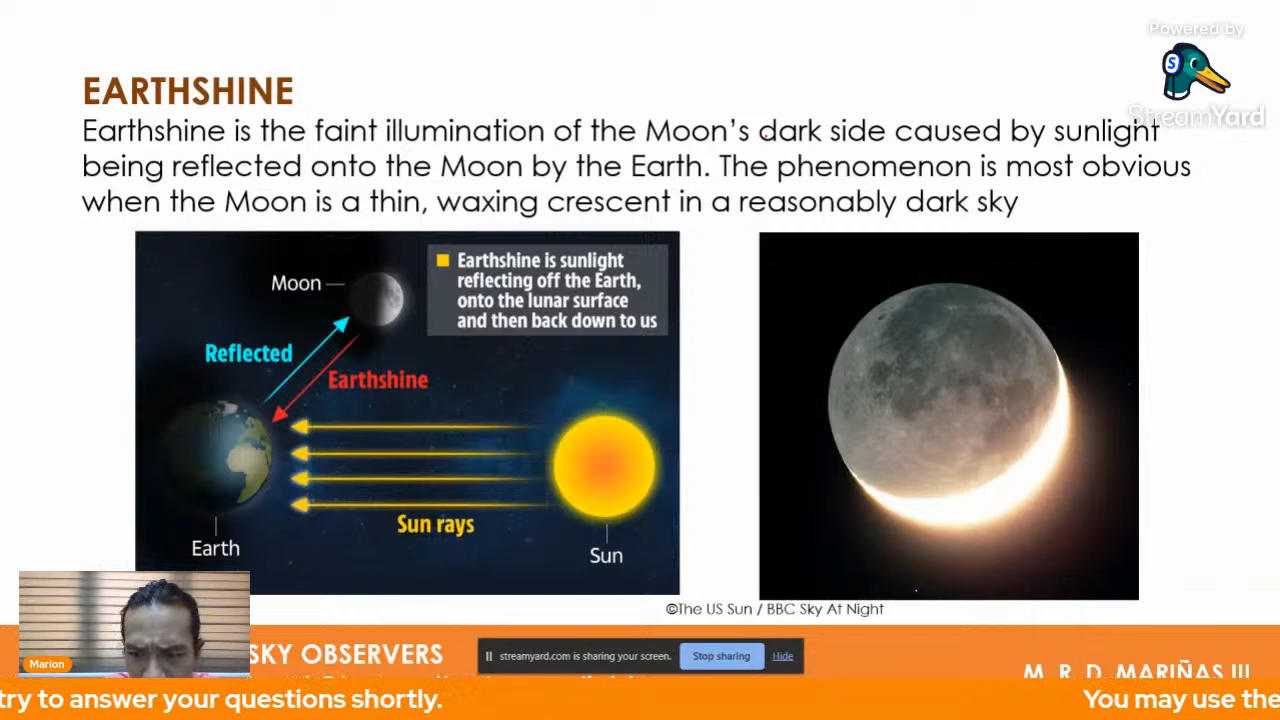 Powered by
S
StreamYard
EARTHSHINE
Earthshine is the faint illumination of the Moon's dark side caused by sunlight
being reflected onto the Moon by the Earth. The phenomenon is most obvious
when the Moon is a thin, waxing crescent in a reasonably dark sky
Earthshine is sunlight
reflecting off the Earth,
onto the lunar surface
and then back down to us
Moon
Reflected
Earthshine
Sun rays
Earth
Sun
©The US Sun / BBC Sky At Night
Marion
SKY OBSERVERS
streamyard.com is sharing your screen.
Stop sharing
Hide
M. R. D. MARIÑAS III
try to answer your questions shortly.
You may use the